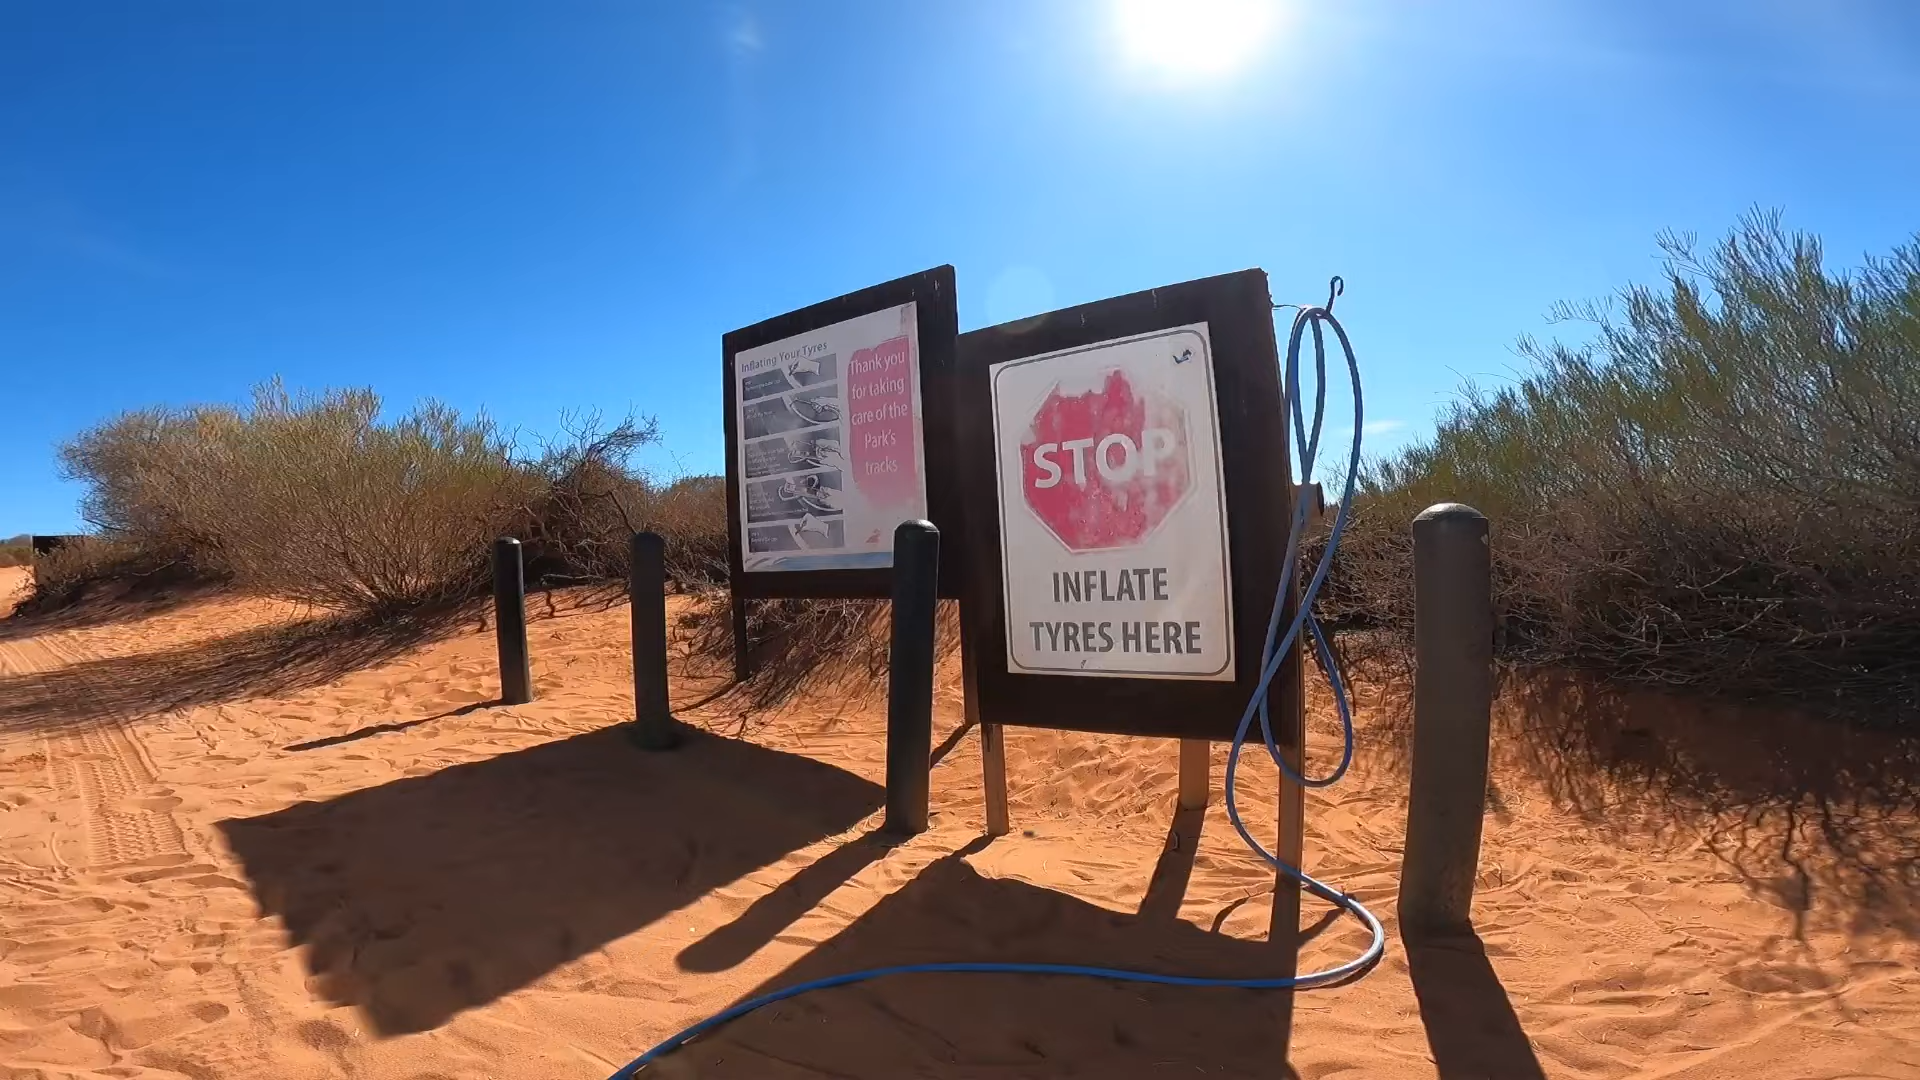 Inflating Your Tyres
Thank you
for taking
care of the
Park's
tracks
STOP
INFLATE
TYRES HERE